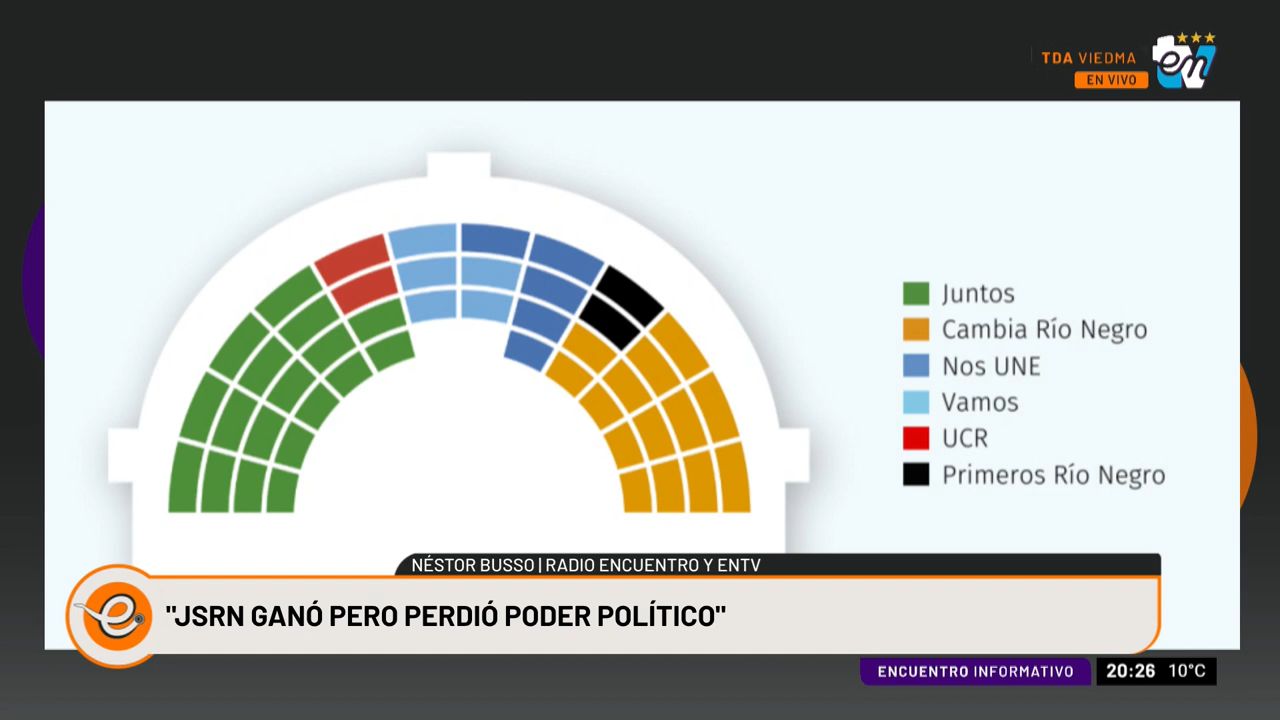 TDA VIEDMA
EN VIVO
en
Juntos
Cambia Río Negro
Nos UNE
Vamos
UCR
Primeros Río Negro
NÉSTOR BUSSO | RADIO ENCUENTRO Y ENTV
e
"JSRN GANÓ PERO PERDIÓ PODER POLÍTICO"
ENCUENTRO INFORMATIVO
20:26 10°C